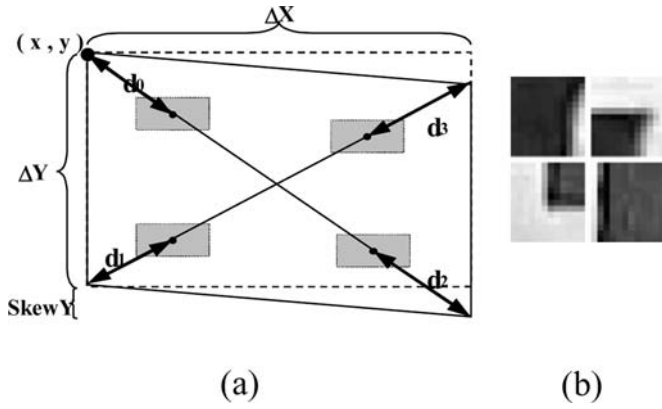 ΔX
( x , y )
d0
d3
ΔY
d1
d2
SkewY
(a)
(b)